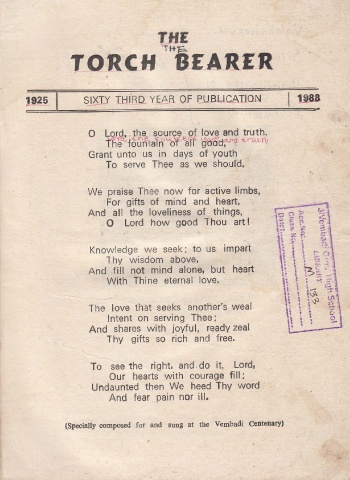 THE
THE
TORCH BEARER
1925 SIXTY THIRD YEAR OF PUBLICATION 1988
O Lord, the source of love and truth,
The fountain of all good,
Grant unto us in days of youth
To serve Thee as we should.
We praise Thee now for active limbs,
For gifts of mind and heart,
And all the loveliness of things,
O Lord how good Thou art!
Knowledge we seek; to us impart
Thy wisdom above,
And fill not mind alone, but heart
With Thine eternal love.
The love that seeks another's weal
Intent on serving Thee;
And shares with joyful, ready zeal
Thy gifts so rich and free.
To see the right, and do it, Lord,
Our hearts with courage fill;
Undaunted then We heed Thy word
And fear pain nor ill.
(Specially composed for and sung at the Vembadi Centenary)
J/Vembadi Girls' High School
LIBRARY
Acc. No. M 133
Class No.
Date